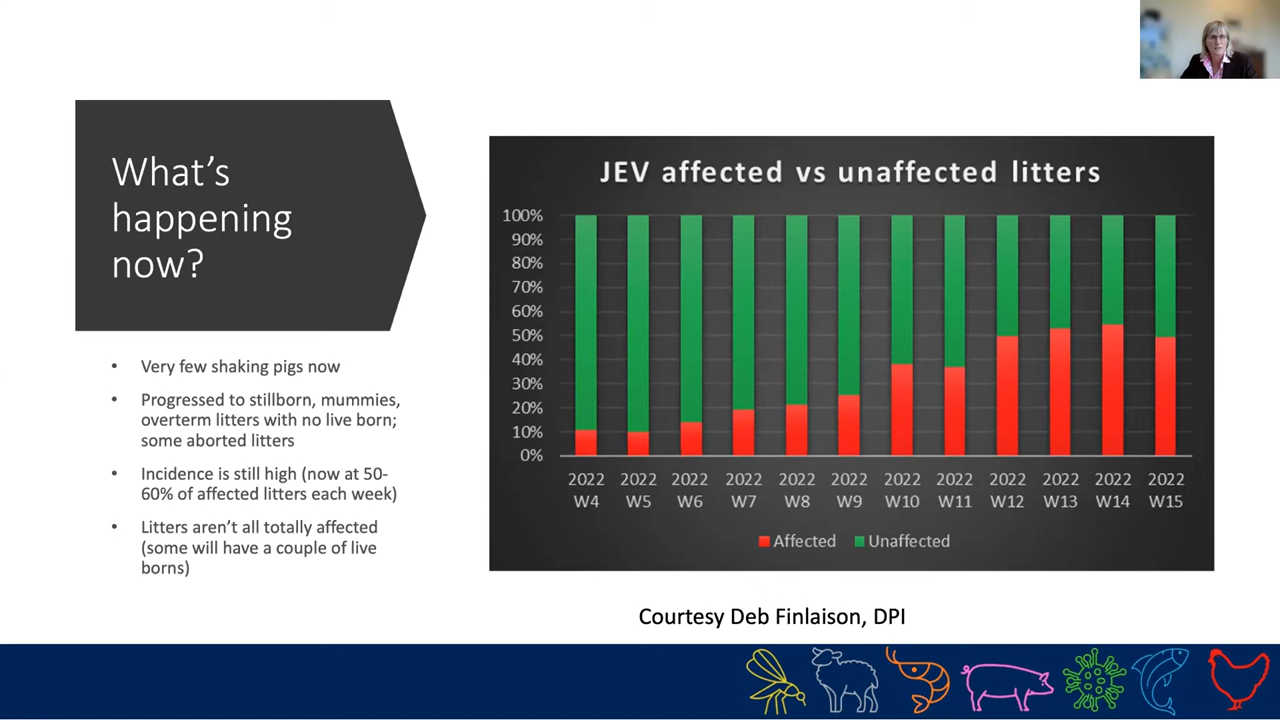 What's
happening
now?
• Very few shaking pigs now
• Progressed to stillborn, mummies,
overterm litters with no live born;
some aborted litters
• Incidence is still high (now at 50-
60% of affected litters each week)
• Litters aren't all totally affected
(some will have a couple of live
borns)
JEV affected vs unaffected litters
100%
90%
80%
70%
60%
50%
40%
30%
20%
10%
0%
2022 2022 2022 2022 2022 2022 2022 2022 2022 2022 2022 2022
W4 W5 W6 W7 W8 W9 W10 W11 W12 W13 W14 W15
Affected Unaffected
Courtesy Deb Finlaison, DPI